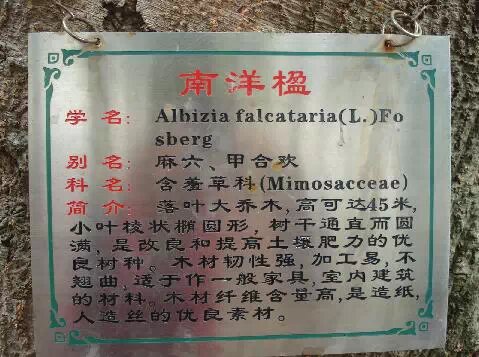 南洋楹
学 名： Albizia falcataria(L.)Fo
sberg
别 名：麻六、甲合欢
科 名：含羞草科(Mimosacceae)
简 介：落叶大乔木，高可达45米，
小叶棱状椭圆形，树干通直而圆
满，是改良和提高土壤肥力的优
良树种。木材韧性强，加工易，不
翘曲，适于作一般家具，室内建筑
的材料。木材纤维含量高，是造纸，
人造丝的优良素材。